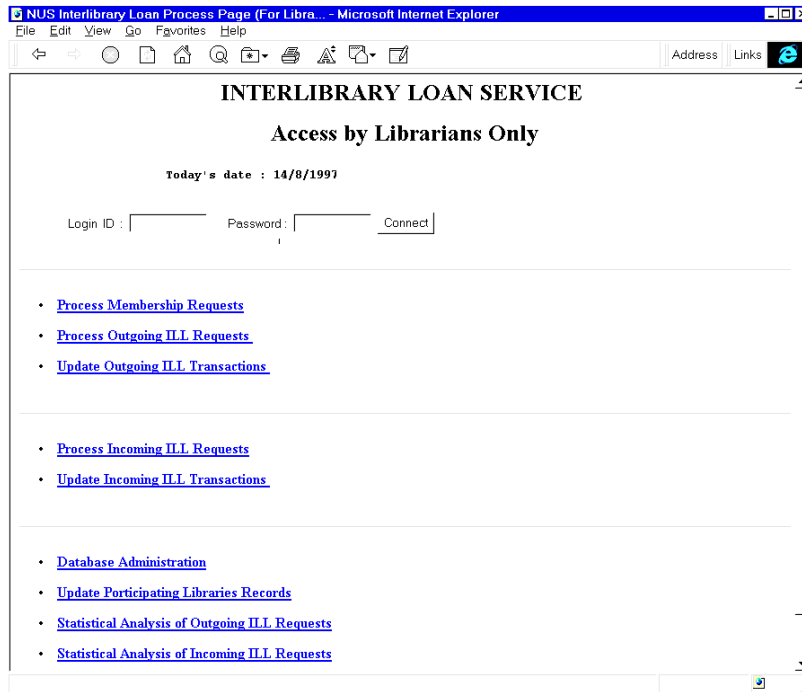 NUS Interlibrary Loan Process Page (For Libra... - Microsoft Internet Explorer
File Edit View Go Favorites Help
Address Links
INTERLIBRARY LOAN SERVICE
Access by Librarians Only
Today's date : 14/8/1997
Login ID : Password : Connect
• Process Membership Requests
• Process Outgoing ILL Requests
• Update Outgoing ILL Transactions
• Process Incoming ILL Requests
• Update Incoming ILL Transactions
• Database Administration
• Update Porticipating Libraries Records
• Statistical Analysis of Outgoing ILL Requests
• Statistical Analysis of Incoming ILL Requests